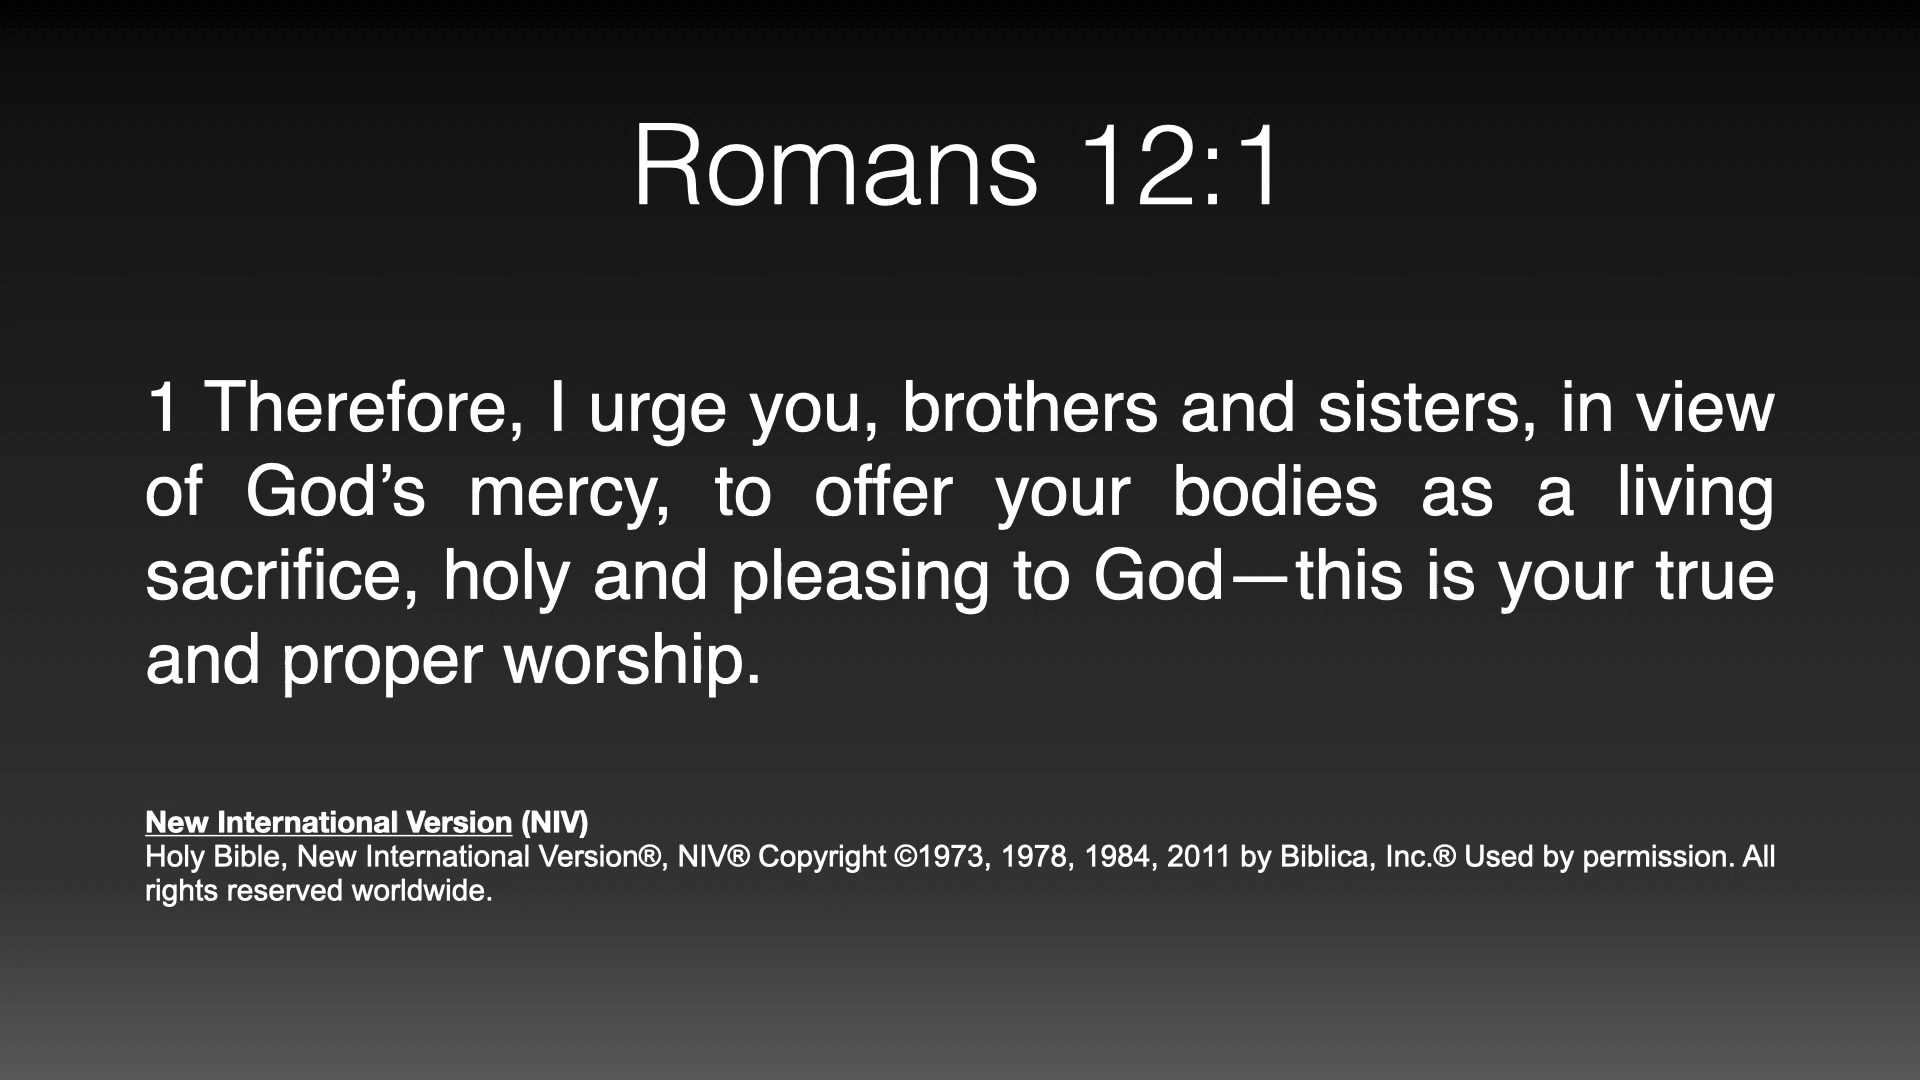 Romans 12:1
1 Therefore, I urge you, brothers and sisters, in view
of God’s mercy, to offer your bodies as a living
sacrifice, holy and pleasing to God—this is your true
and proper worship.
New International Version (NIV)
Holy Bible, New International Version®, NIV® Copyright ©1973, 1978, 1984, 2011 by Biblica, Inc.® Used by permission. All
rights reserved worldwide.